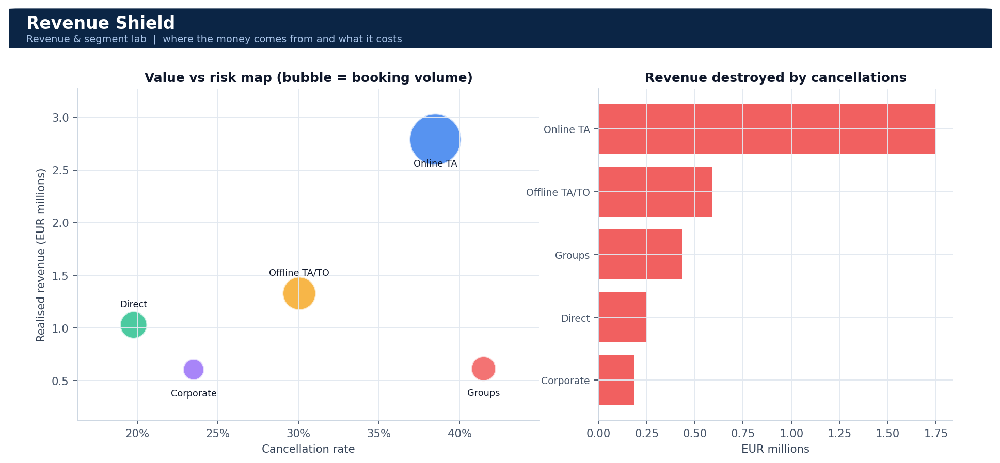 Revenue Shield
Revenue & segment lab | where the money comes from and what it costs
Value vs risk map (bubble = booking volume)
Realised revenue (EUR millions)
3.0
2.5
2.0
1.5
1.0
0.5
Online TA
Offline TA/TO
Direct
Corporate
Groups
20%
25%
30%
35%
40%
Cancellation rate
Revenue destroyed by cancellations
Online TA
Offline TA/TO
Groups
Direct
Corporate
0.00
0.25
0.50
0.75
1.00
1.25
1.50
1.75
EUR millions